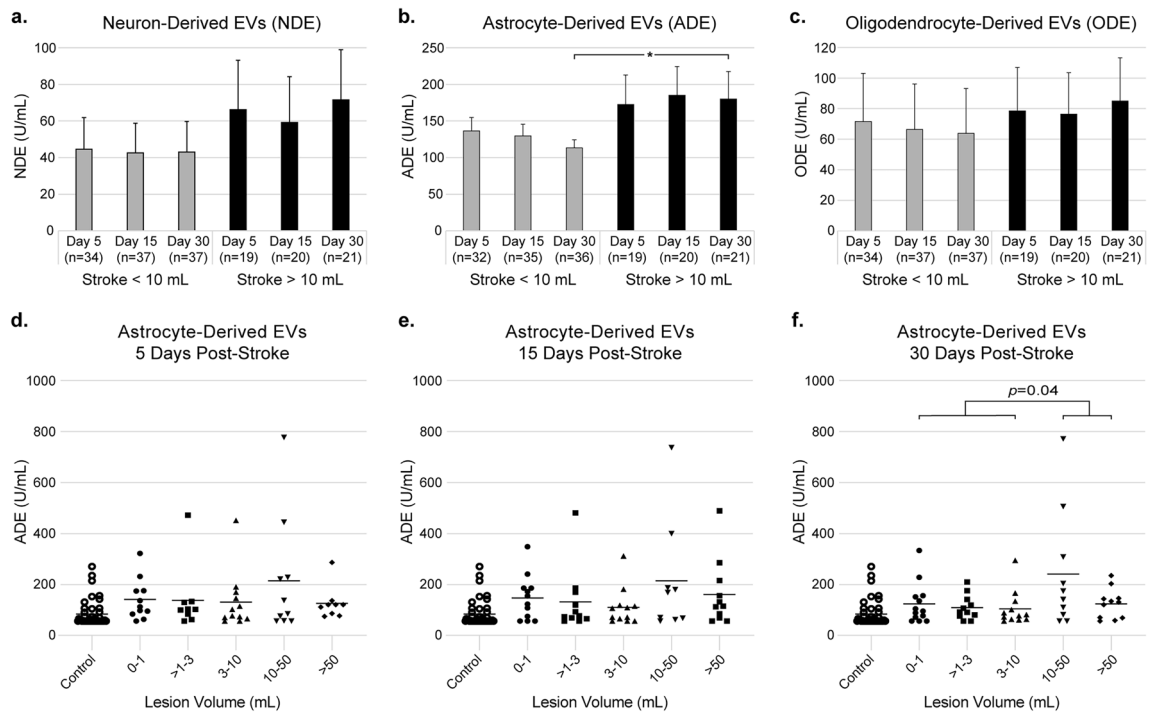 a.
Neuron-Derived EVs (NDE)
NDE (U/mL)
100
80
60
40
20
0
Day 5 Day 15 Day 30 Day 5 Day 15 Day 30
(n=34) (n=37) (n=37) (n=19) (n=20) (n=21)
Stroke < 10 mL Stroke > 10 mL
b.
Astrocyte-Derived EVs (ADE)
ADE (U/mL)
250
200
150
100
50
0
*
Day 5 Day 15 Day 30 Day 5 Day 15 Day 30
(n=32) (n=35) (n=36) (n=19) (n=20) (n=21)
Stroke < 10 mL Stroke > 10 mL
c.
Oligodendrocyte-Derived EVs (ODE)
ODE (U/mL)
120
100
80
60
40
20
0
Day 5 Day 15 Day 30 Day 5 Day 15 Day 30
(n=34) (n=37) (n=37) (n=19) (n=20) (n=21)
Stroke < 10 mL Stroke > 10 mL
d.
Astrocyte-Derived EVs
5 Days Post-Stroke
ADE (U/mL)
1000
800
600
400
200
0
Control 0-1 >1-3 3-10 10-50 >50
Lesion Volume (mL)
e.
Astrocyte-Derived EVs
15 Days Post-Stroke
ADE (U/mL)
1000
800
600
400
200
0
Control 0-1 >1-3 3-10 10-50 >50
Lesion Volume (mL)
f.
Astrocyte-Derived EVs
30 Days Post-Stroke
ADE (U/mL)
1000
800
600
400
200
0
p=0.04
Control 0-1 >1-3 3-10 10-50 >50
Lesion Volume (mL)